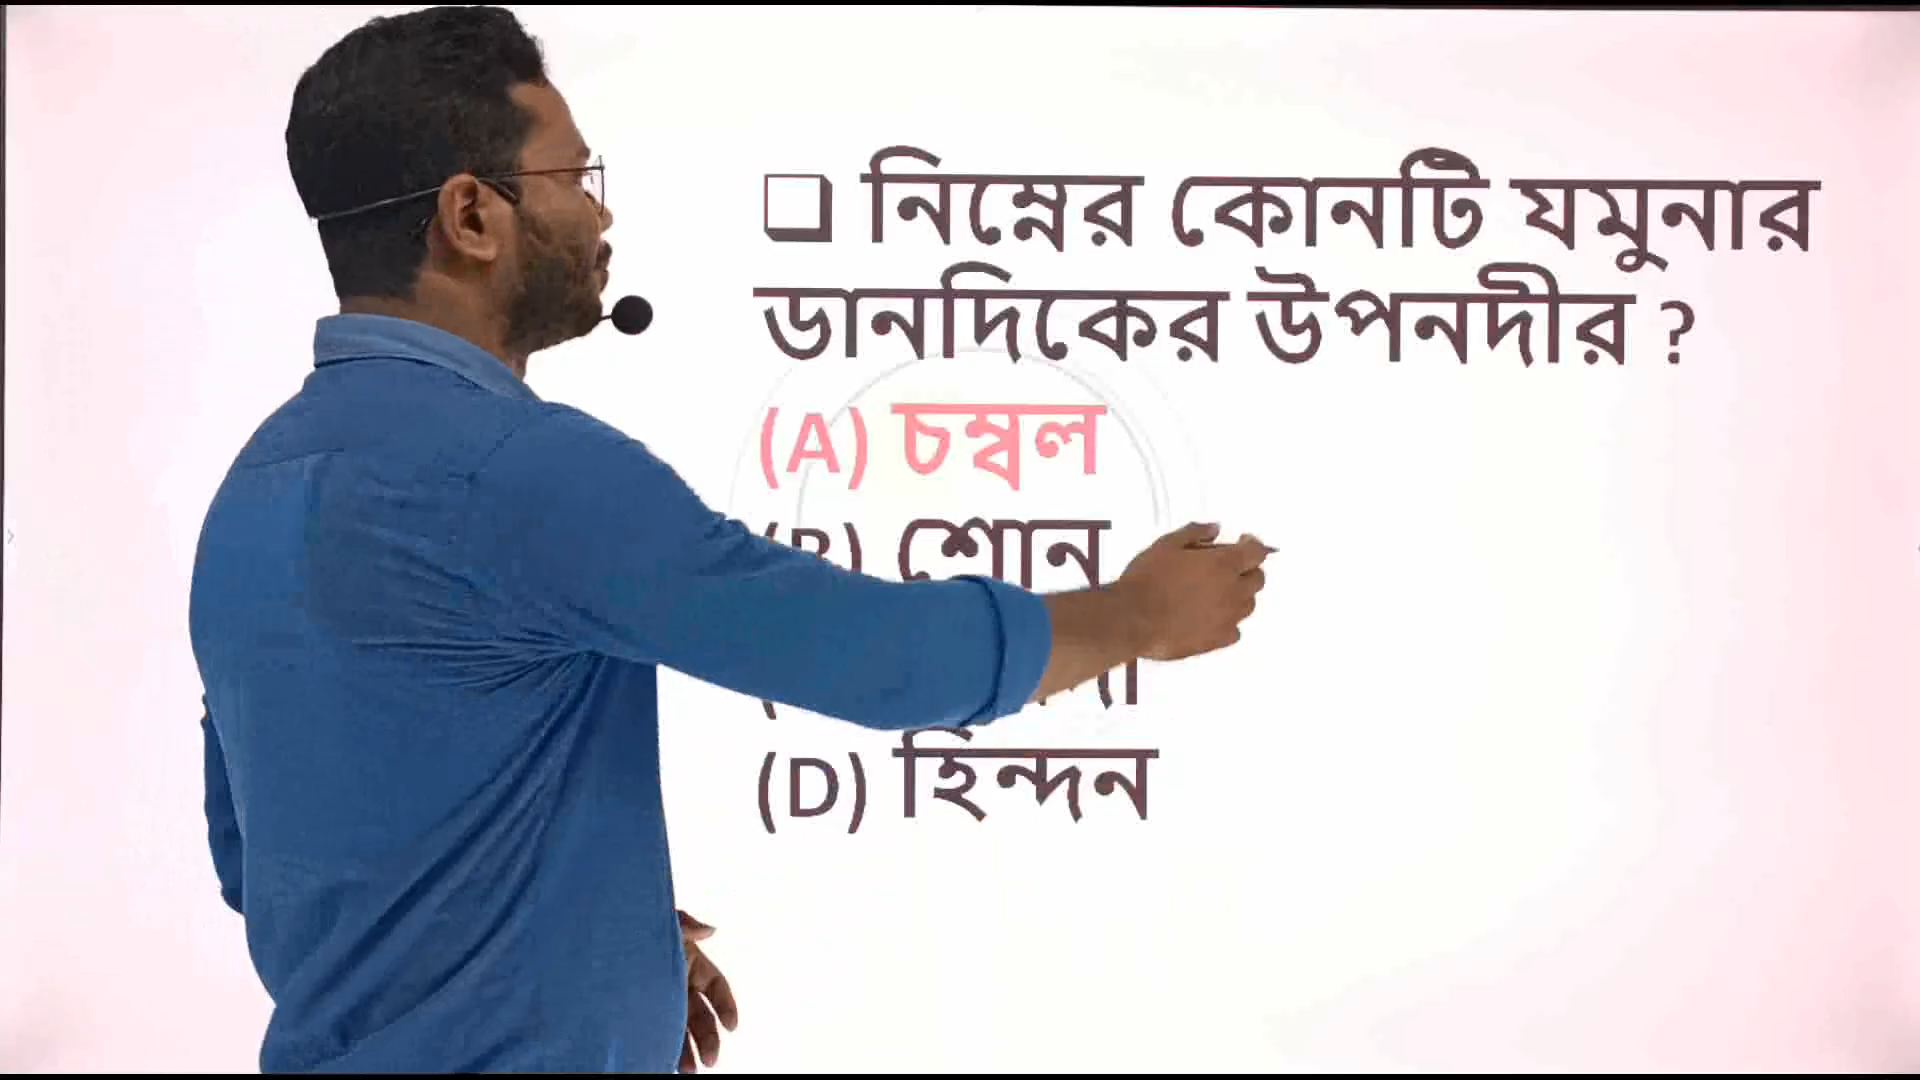 ❑ নিম্নের কোনটি যমুনার
ডানদিকের উপনদীর ?
(A) চম্বল
(B) শোন
(D) হিন্দন